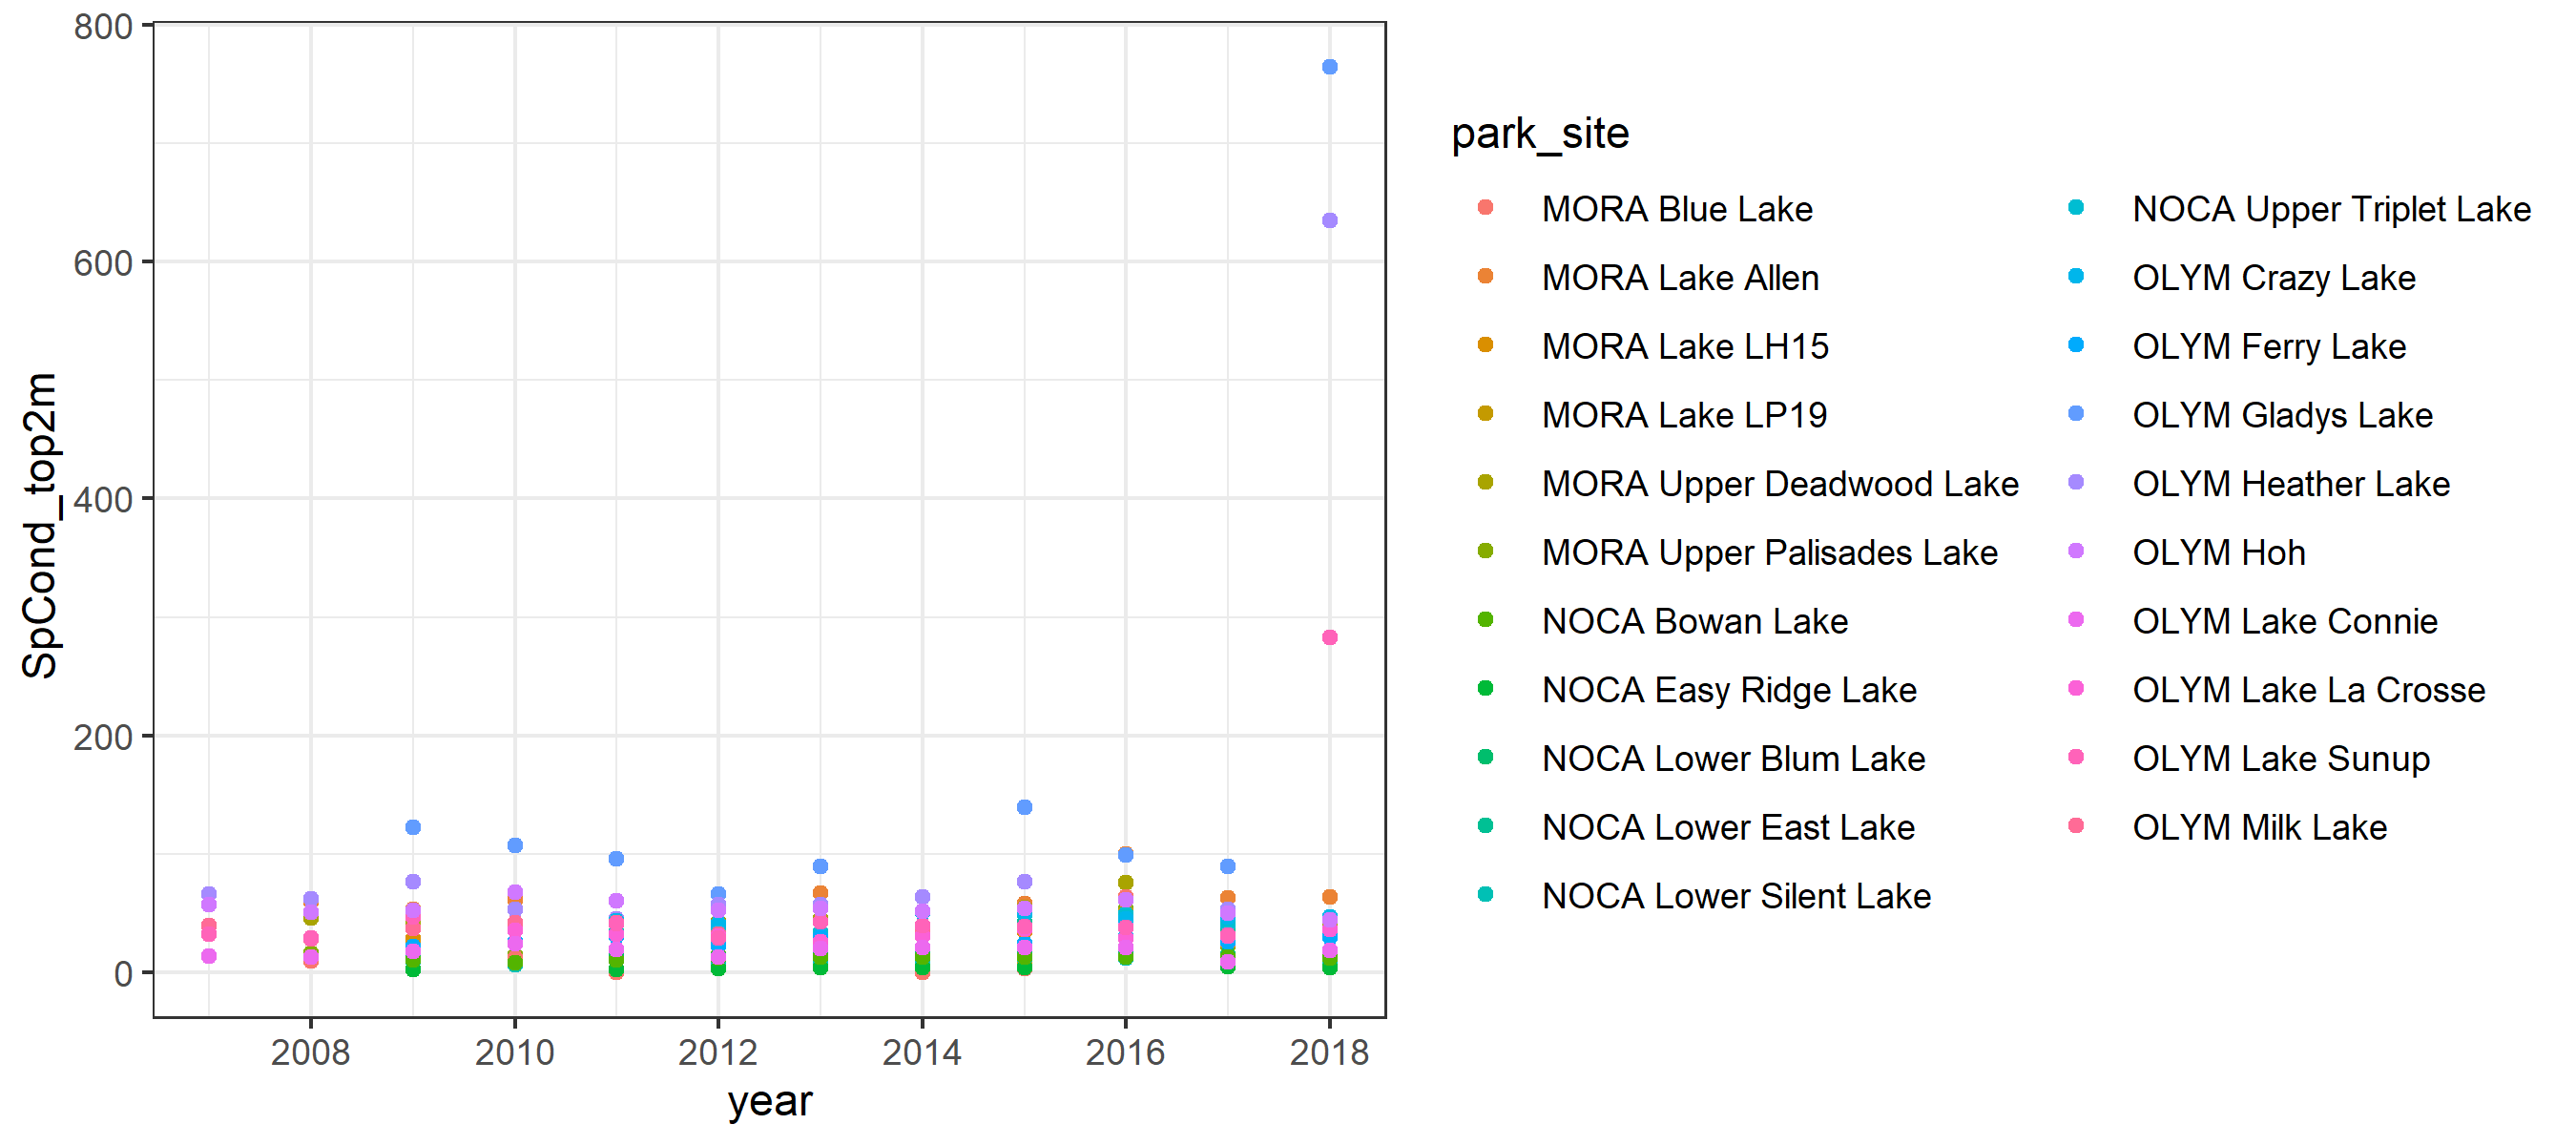 800
600
400
200
0
SpCond_top2m
2008
2010
2012
2014
2016
2018
year
park_site
MORA Blue Lake
MORA Lake Allen
MORA Lake LH15
MORA Lake LP19
MORA Upper Deadwood Lake
MORA Upper Palisades Lake
NOCA Bowan Lake
NOCA Easy Ridge Lake
NOCA Lower Blum Lake
NOCA Lower East Lake
NOCA Lower Silent Lake
NOCA Upper Triplet Lake
OLYM Crazy Lake
OLYM Ferry Lake
OLYM Gladys Lake
OLYM Heather Lake
OLYM Hoh
OLYM Lake Connie
OLYM Lake La Crosse
OLYM Lake Sunup
OLYM Milk Lake